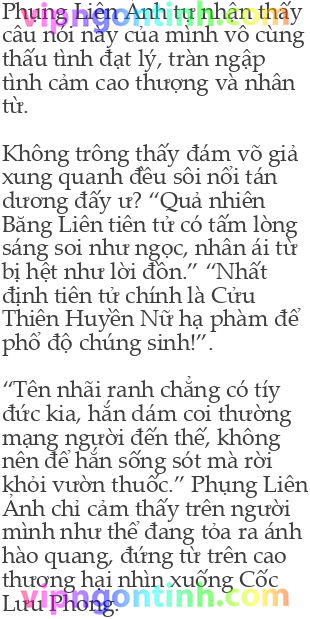 Phụng Liên Ảnh tự nhận thấy
câu nói này của mình vô cùng
thấu tình đạt lý, tràn ngập
tình cảm cao thượng và nhân
từ.
Không trông thấy đám võ giả
xung quanh đều sôi nổi tán
dương đấy ư? “Quả nhiên
Băng Liên tiên tử có tấm lòng
sáng soi như ngọc, nhân ái từ
bị hệt như lời đồn.” “Nhất
định tiên tử chính là Cửu
Thiên Huyền Nữ hạ phàm để
phổ độ chúng sinh!”.
“Tên nhãi ranh chẳng có tíy
đức kia, hắn dám coi thường
mạng người đến thế, không
nên để hắn sống sót mà rời
khỏi vườn thuốc.” Phụng Liên
Ảnh chỉ cảm thấy trên người
mình như thể đang tỏa ra ánh
hào quang, đứng từ trên cao
thương hại nhìn xuống Cốc
Lưu Phong.
vipngontinh.com
vipngontinh.com